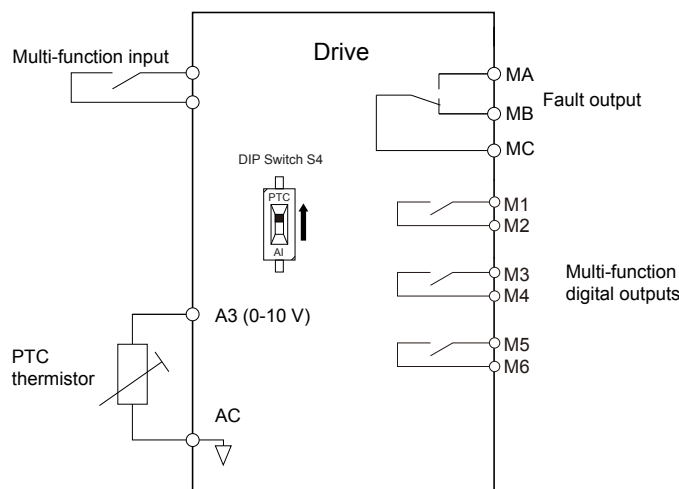 Drive
Multi-function input
MA
MB
Fault output
MC
DIP Switch S4
PTC
AI
M1
M2
M3
M4
Multi-function
digital outputs
M5
M6
A3 (0-10 V)
PTC
thermistor
AC